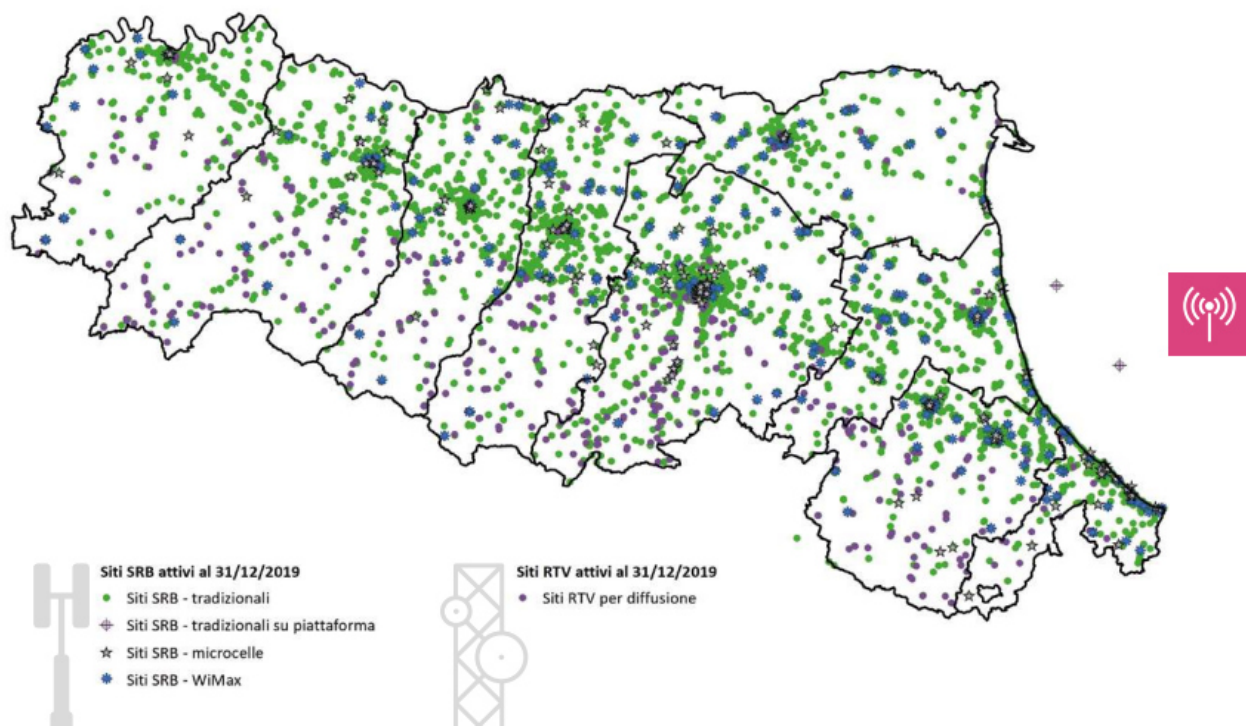 Siti SRB attivi al 31/12/2019
Siti SRB - tradizionali
Siti SRB - tradizionali su piattaforma
Siti SRB - microcelle
Siti SRB - WiMax
Siti RTV attivi al 31/12/2019
Siti RTV per diffusione